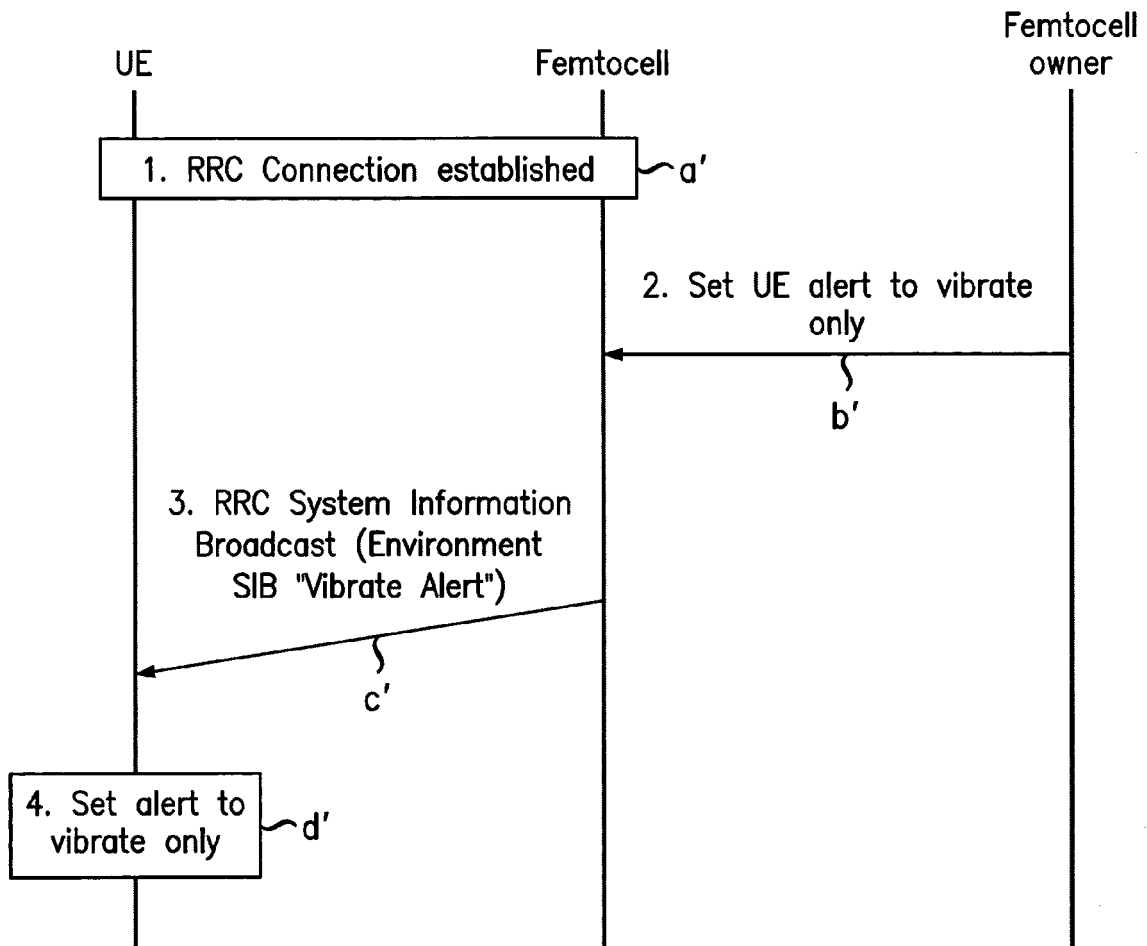 UE
Femtocell
Femtocell
owner
1. RRC Connection established
a'
2. Set UE alert to vibrate
only
b'
3. RRC System Information
Broadcast (Environment
SIB "Vibrate Alert")
c'
4. Set alert to
vibrate only
d'